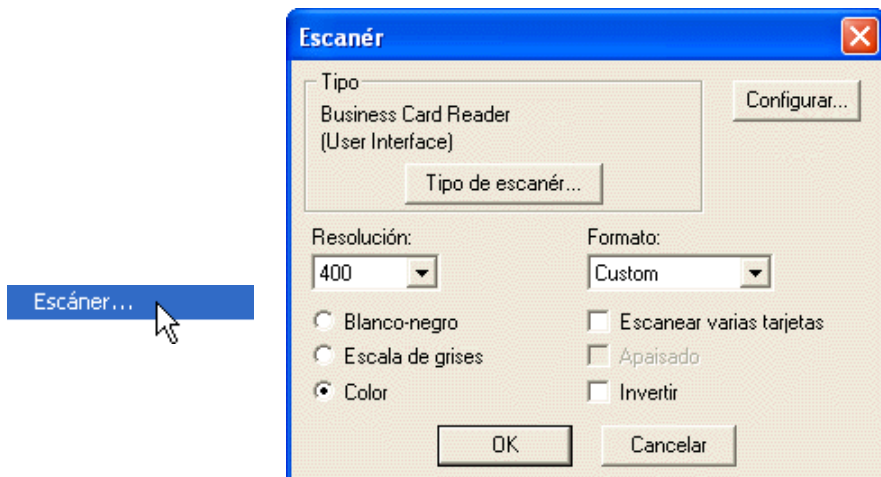 Escáner...
Escanér
Tipo
Business Card Reader
(User Interface)
Tipo de escanér...
Configurar...
Resolución:
400
Formato:
Custom
Blanco-negro
Escala de grises
Color
Escanear varias tarjetas
Apaisado
Invertir
OK
Cancelar